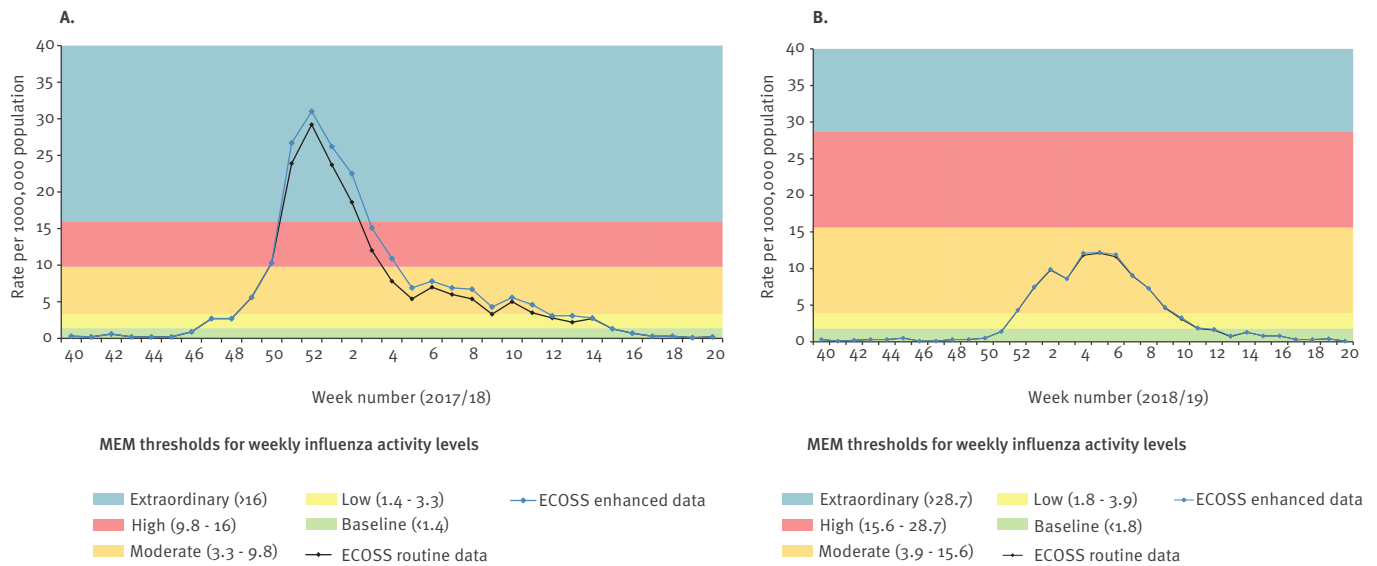 A.
Rate per 1000,000 population
40
35
30
25
20
15
10
5
0
40 42 44 46 48 50 52 2 4 6 8 10 12 14 16 18 20
Week number (2017/18)
MEM thresholds for weekly influenza activity levels
Extraordinary (>16)
High (9.8 - 16)
Moderate (3.3 - 9.8)
Low (1.4 - 3.3)
Baseline (<1.4)
ECOSS enhanced data
ECOSS routine data
B.
Rate per 1000,000 population
40
35
30
25
20
15
10
5
0
40 42 44 46 48 50 52 2 4 6 8 10 12 14 16 18 20
Week number (2018/19)
MEM thresholds for weekly influenza activity levels
Extraordinary (>28.7)
High (15.6 - 28.7)
Moderate (3.9 - 15.6)
Low (1.8 - 3.9)
Baseline (<1.8)
ECOSS enhanced data
ECOSS routine data